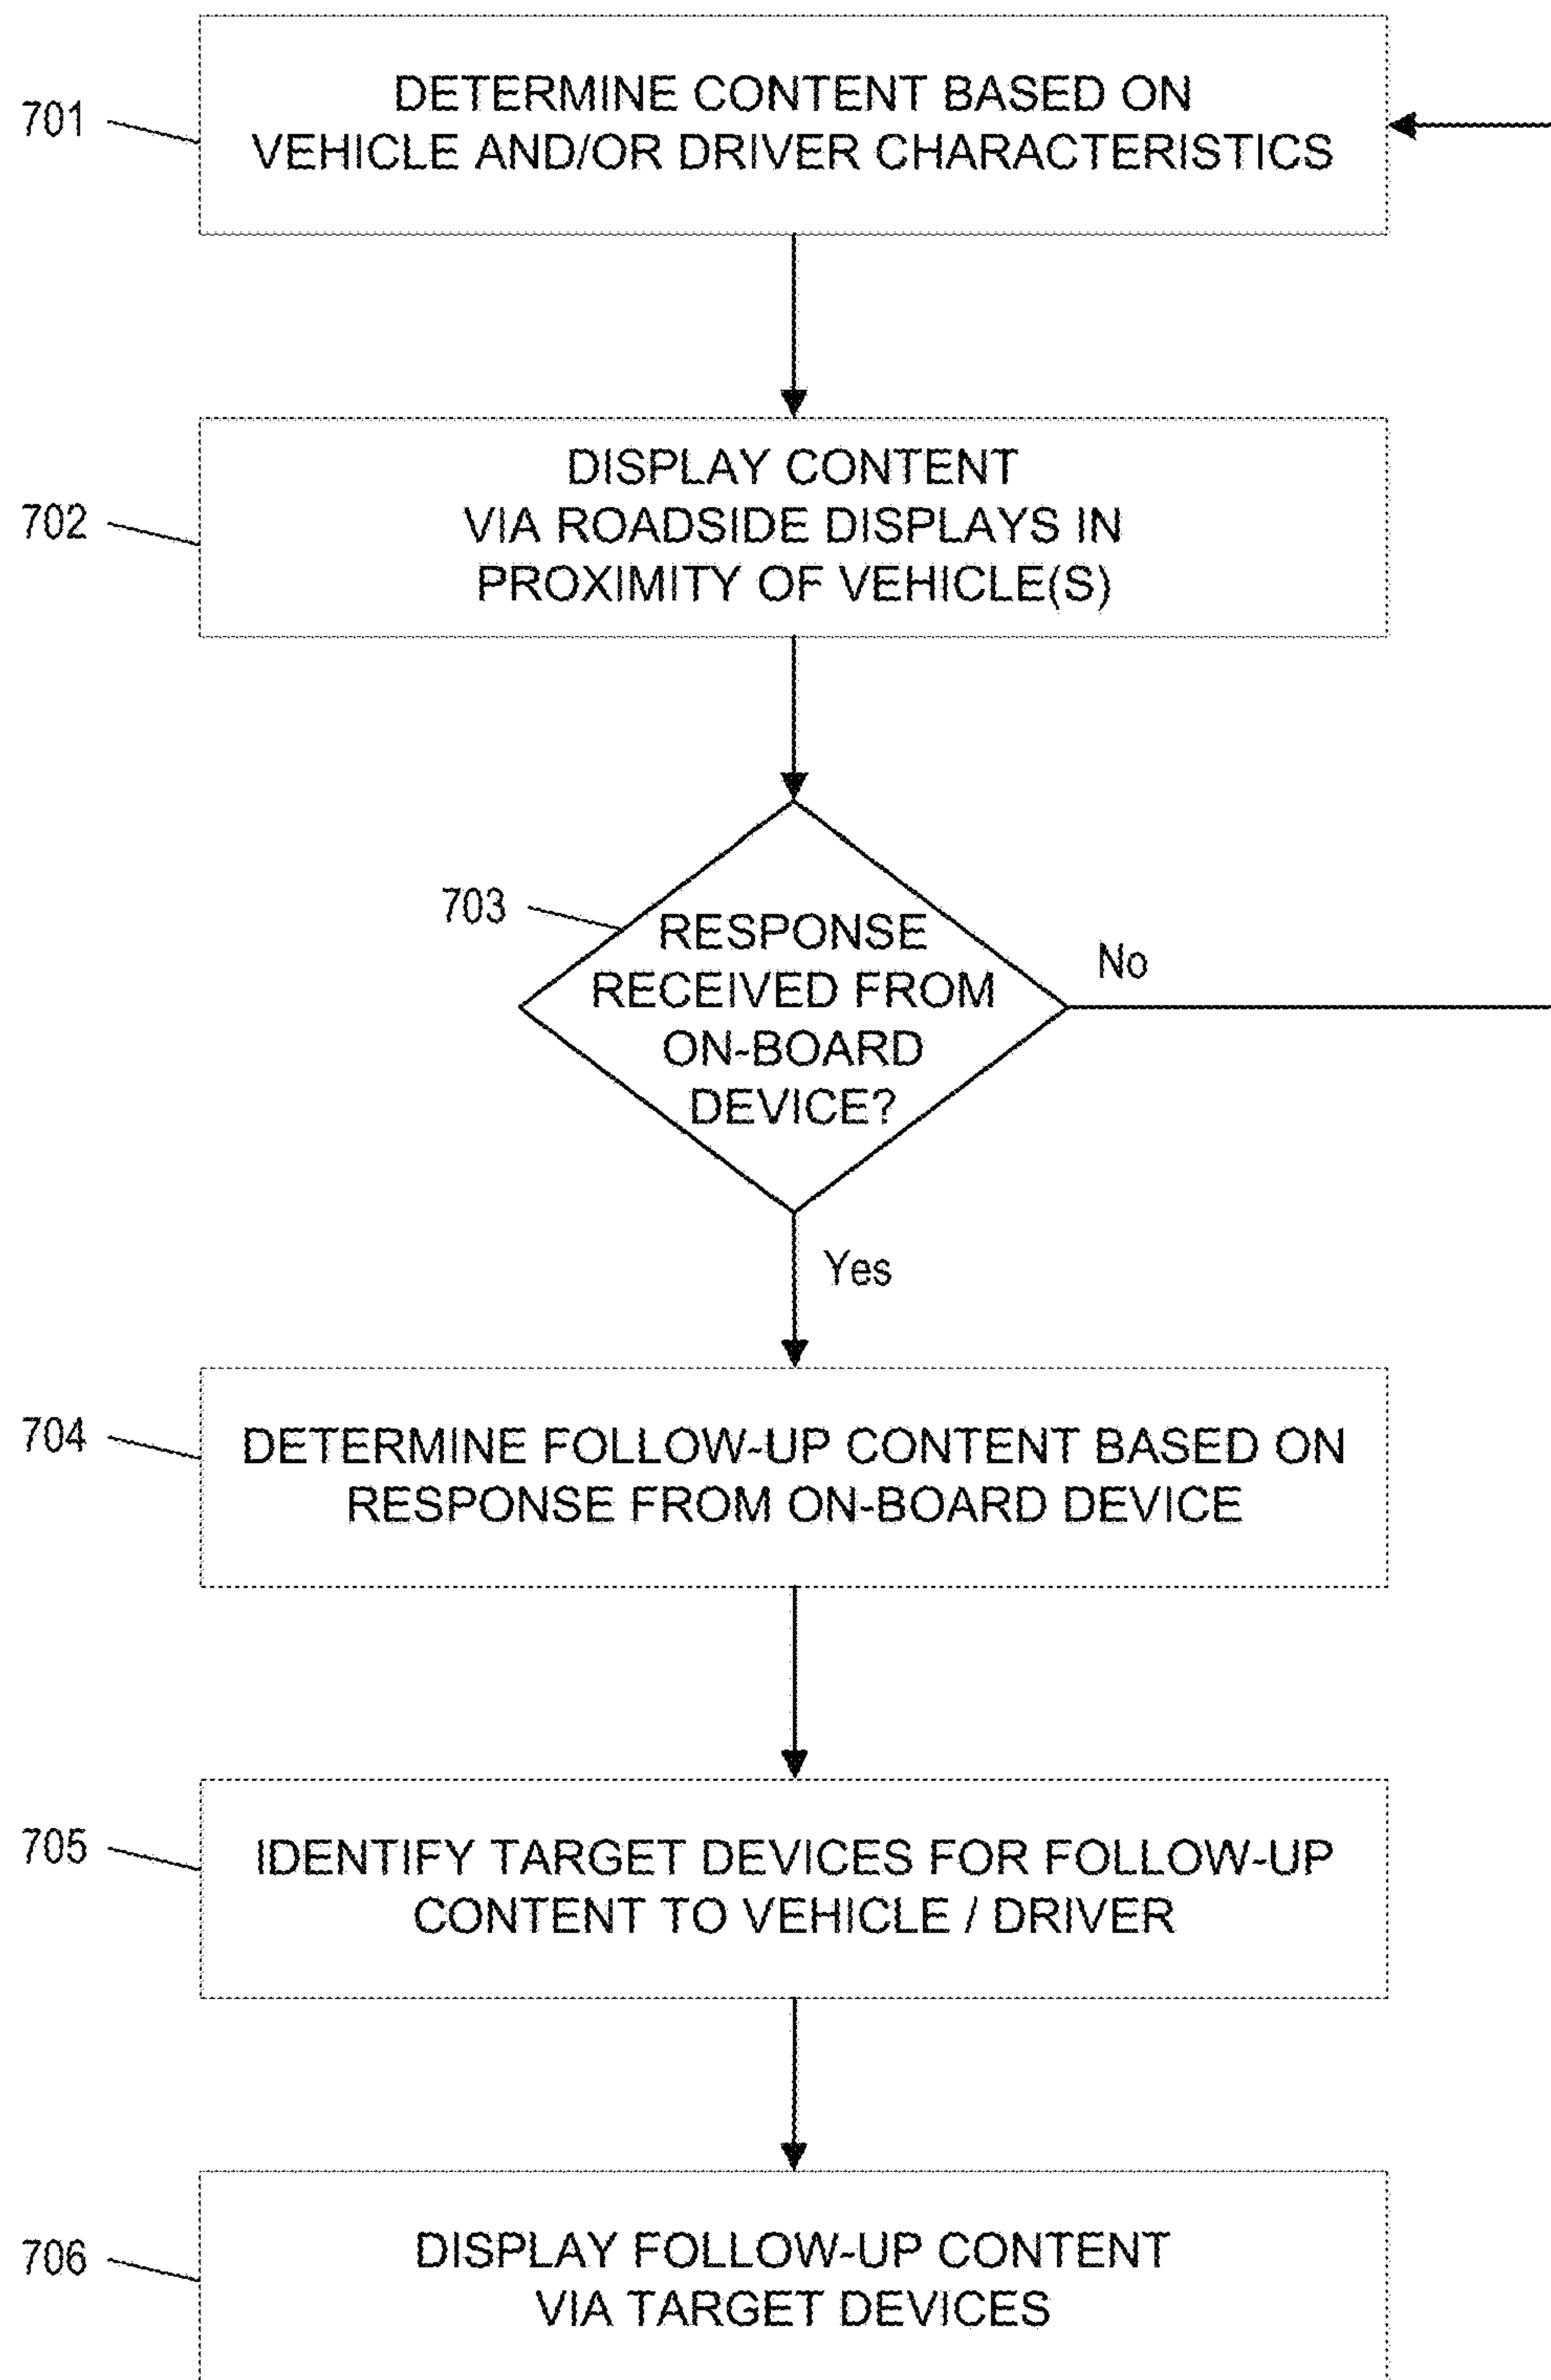 701
DETERMINE CONTENT BASED ON
VEHICLE AND/OR DRIVER CHARACTERISTICS
702
DISPLAY CONTENT
VIA ROADSIDE DISPLAYS IN
PROXIMITY OF VEHICLE(S)
703
RESPONSE
RECEIVED FROM
ON-BOARD
DEVICE?
No
Yes
704
DETERMINE FOLLOW-UP CONTENT BASED ON
RESPONSE FROM ON-BOARD DEVICE
705
IDENTIFY TARGET DEVICES FOR FOLLOW-UP
CONTENT TO VEHICLE / DRIVER
706
DISPLAY FOLLOW-UP CONTENT
VIA TARGET DEVICES